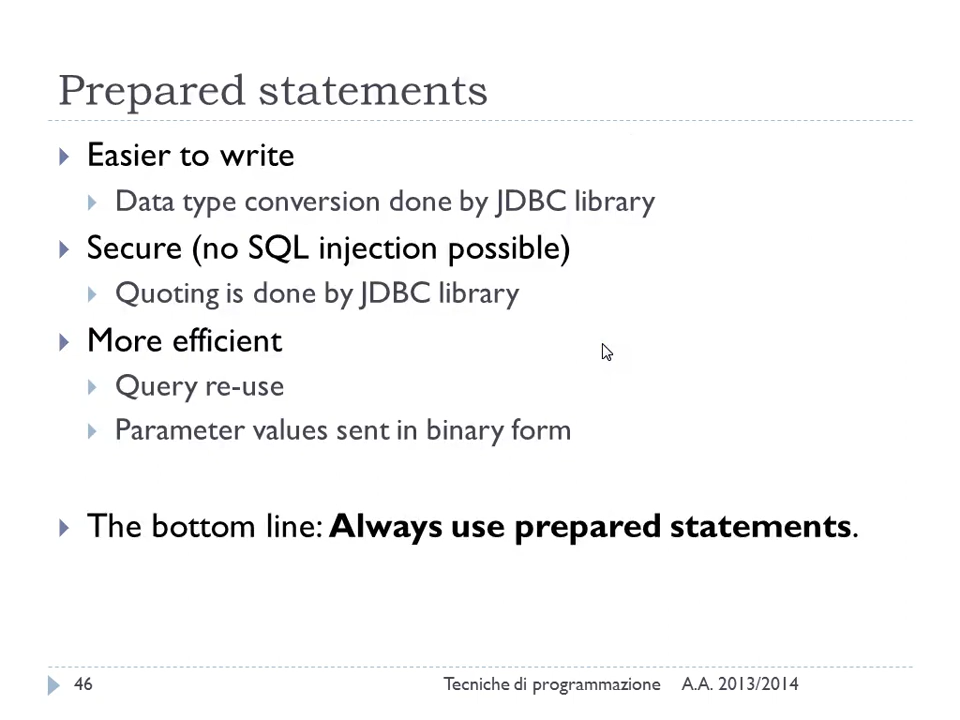 Prepared statements
Easier to write
Data type conversion done by JDBC library
Secure (no SQL injection possible)
Quoting is done by JDBC library
More efficient
Query re-use
Parameter values sent in binary form
The bottom line: Always use prepared statements.
46 Tecniche di programmazione A.A. 2013/2014